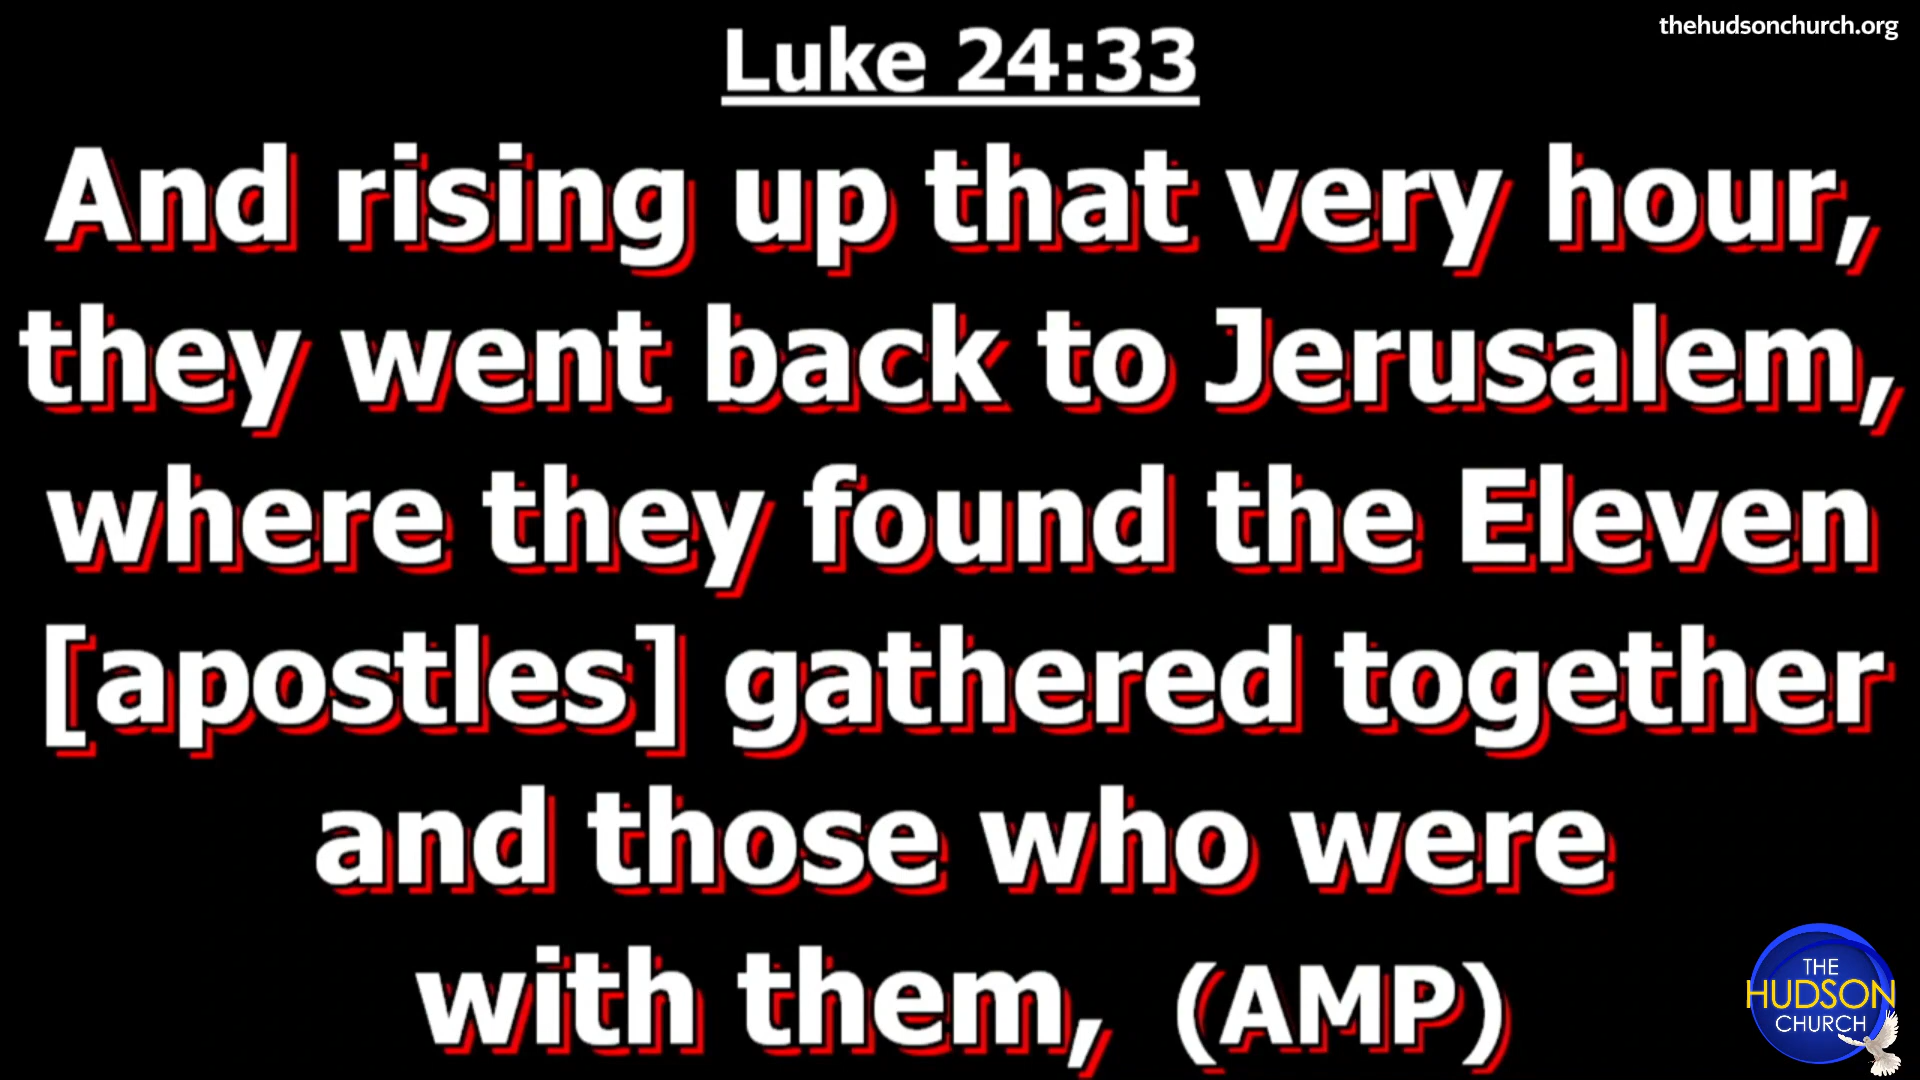 thehudsonchurch.org
Luke 24:33
And rising up that very hour,
they went back to Jerusalem,
where they found the Eleven
[apostles] gathered together
and those who were
with them, (AMP)
THE
HUDSON
CHURCH